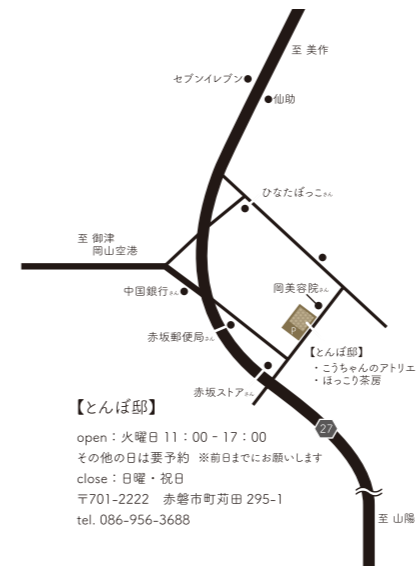 至 美作
セブンイレブン
仙助
ひなたぼっこさん
至 御津
岡山空港
中国銀行さん
岡美容院さん
P
赤坂郵便局さん
【とんぼ邸】
・こうちゃんのアトリエ
・ほっこり茶房
赤坂ストアさん
27
至 山陽
【とんぼ邸】
open：火曜日 11：00 - 17：00
その他の日は要予約 ※前日までにお願いします
close：日曜・祝日
〒701-2222 赤磐市町苅田 295-1
tel. 086-956-3688